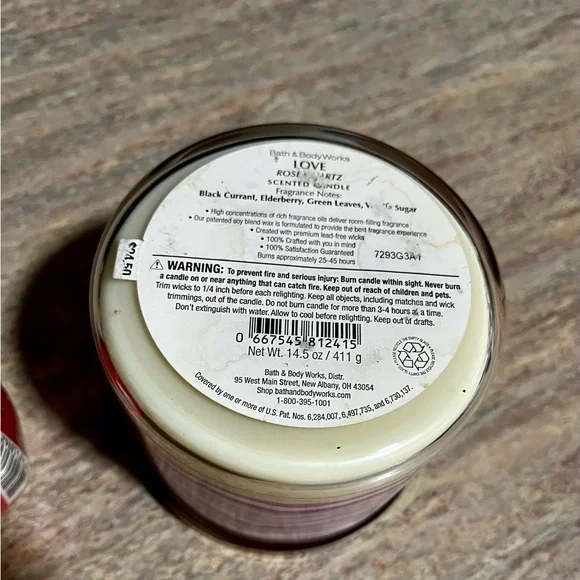 Bath & Body Works
LOVE
ROSE
SCENTED CANDLE
Fragrance Notes:
Black Currant, Elderberry, Green Leaves, Sugar
• High concentrations of rich fragrance oils deliver room-filling fragrance
• Our patented soy blend wax is formulated to provide the best fragrance experience
• Created with premium lead-free wicks
• 100% Crafted with you in mind
• 100% Satisfaction Guaranteed
Burns approximately 25-45 hours
7293G3A1
$24.50
⚠ WARNING: To prevent fire and serious injury: Burn candle within sight. Never burn
a candle on or near anything that can catch fire. Keep out of reach of children and pets.
Trim wicks to 1/4 inch before each relighting. Keep all objects, including matches and wick
trimmings, out of the candle. Do not burn candle for more than 3-4 hours at a time.
Don't extinguish with water. Allow to cool before relighting. Keep out of drafts.
0 667545 812415
Net Wt. 14.5 oz / 411 g
Bath & Body Works, Distr.
95 West Main Street, New Albany, OH 43054
Shop bathandbodyworks.com
1-800-395-1001
Covered by one or more of U.S. Pat. Nos. 6,284,007, 6,497,735, and 6,730,137.